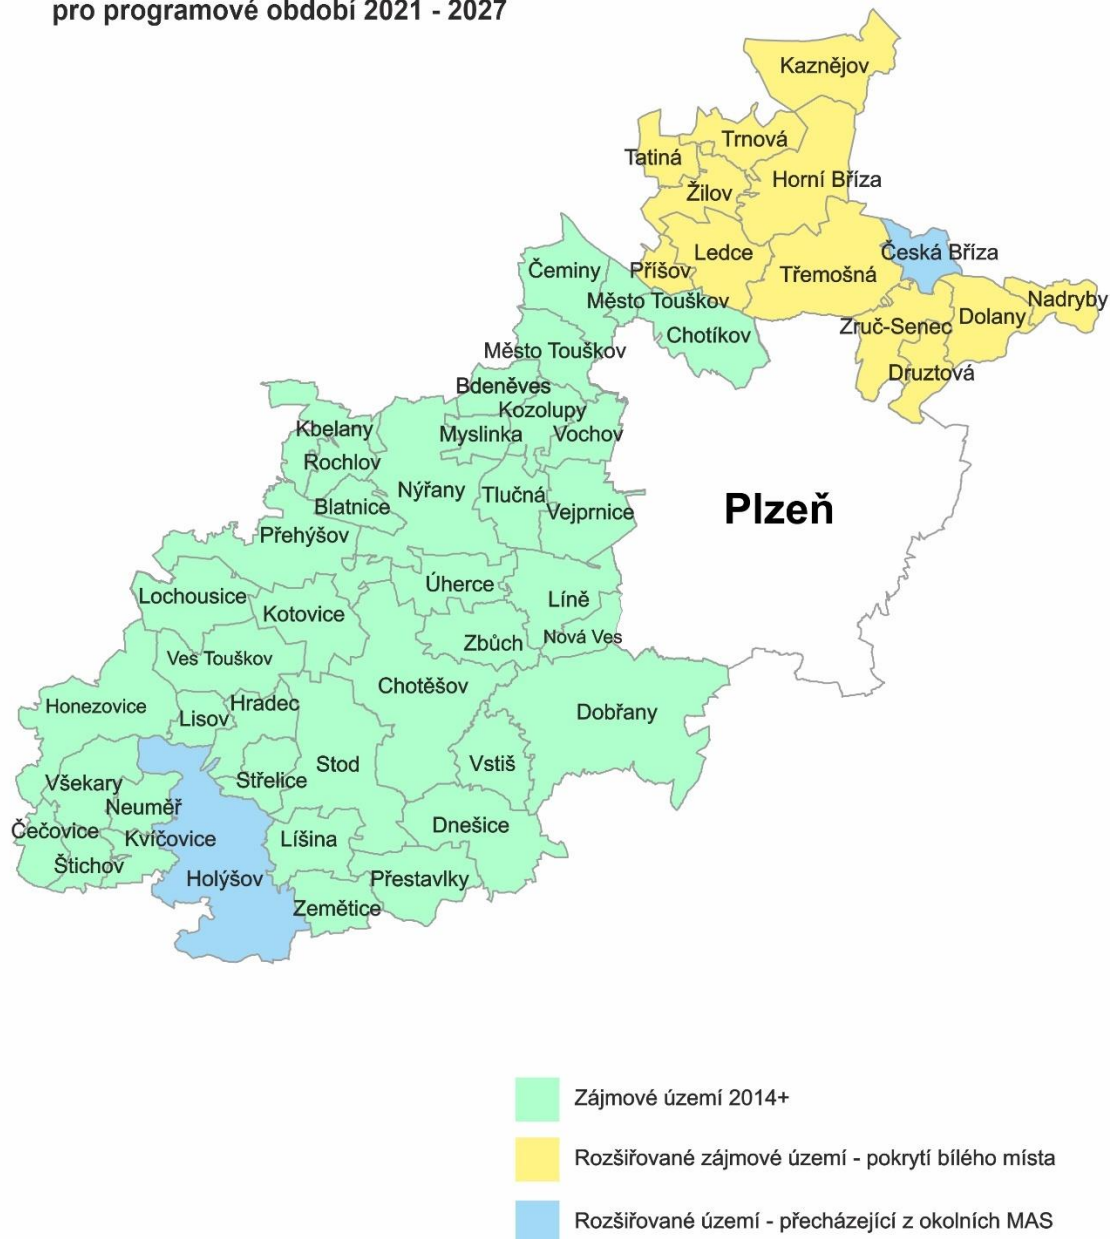 pro programové období 2021 - 2027
Kaznějov
Trnová
Tatiná
Horní Bříza
Žilov
Ledce
Česká Bříza
Příšov
Třemošná
Čeminy
Město Touškov
Nadryby
Dolany
Zruč-Senec
Chotíkov
Město Touškov
Druztová
Bdeněves
Kozolupy
Kbelany
Myslinka
Vochov
Rochlov
Nýřany
Tlučná
Blatnice
Vejprnice
Plzeň
Přehýšov
Úherce
Lochousice
Líně
Kotovice
Nová Ves
Zbůch
Ves Touškov
Chotěšov
Honezovice
Hradec
Lisov
Dobřany
Stod
Vstiš
Střelice
Všekary
Neuměř
Čečovice
Kvíčovice
Líšina
Dnešice
Štichov
Holýšov
Přestavlky
Zemětice
Zájmové území 2014+
Rozšiřované zájmové území - pokrytí bílého místa
Rozšiřované území - přecházející z okolních MAS